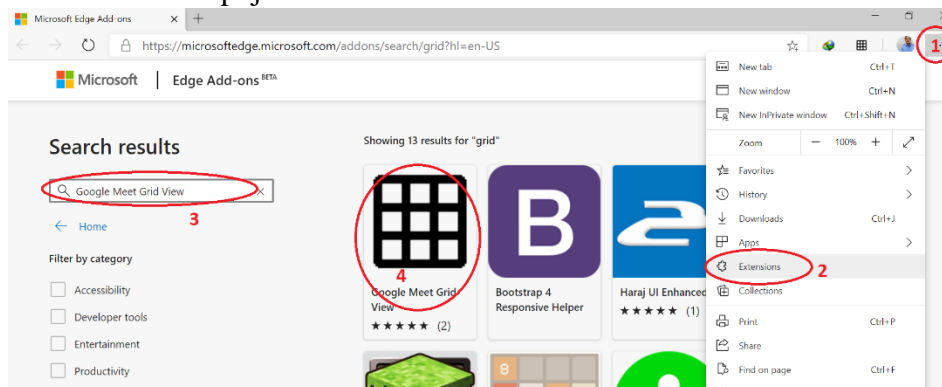 Microsoft Edge Add-ons
https://microsoftedge.microsoft.com/addons/search/grid?hl=en-US
1
Microsoft
Edge Add-ons BETA
Search results
Google Meet Grid View
3
Home
Filter by category
Accessibility
Developer tools
Entertainment
Productivity
Showing 13 results for "grid"
4
Google Meet Grid
View
(2)
B
Bootstrap 4
Responsive Helper
Haraj UI Enhanced
(1)
8
New tab Ctrl+T
New window Ctrl+N
New InPrivate window Ctrl+Shift+N
Zoom 100%
Favorites
History
Downloads Ctrl+J
Apps
Extensions 2
Collections
Print Ctrl+P
Share
Find on page Ctrl+F